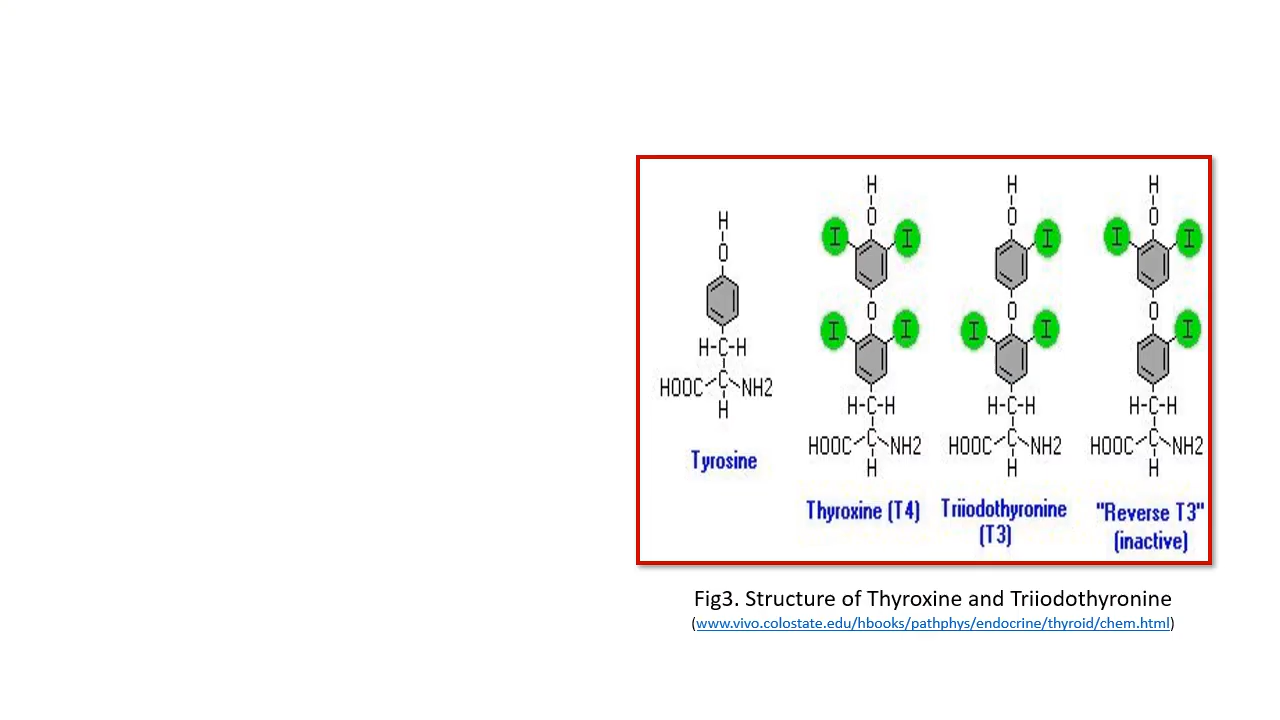 H
O
H-C-H
HOOC C NH2
H
Tyrosine
H
O
I I
O
I I
H-C-H
HOOC C NH2
H
Thyroxine (T4)
H
O
I
O
I I
H-C-H
HOOC C NH2
H
Triiodothyronine
(T3)
H
O
I I
O
I
H-C-H
HOOC C NH2
H
"Reverse T3"
(inactive)
Fig3. Structure of Thyroxine and Triiodothyronine
(www.vivo.colostate.edu/hbooks/pathphys/endocrine/thyroid/chem.html)